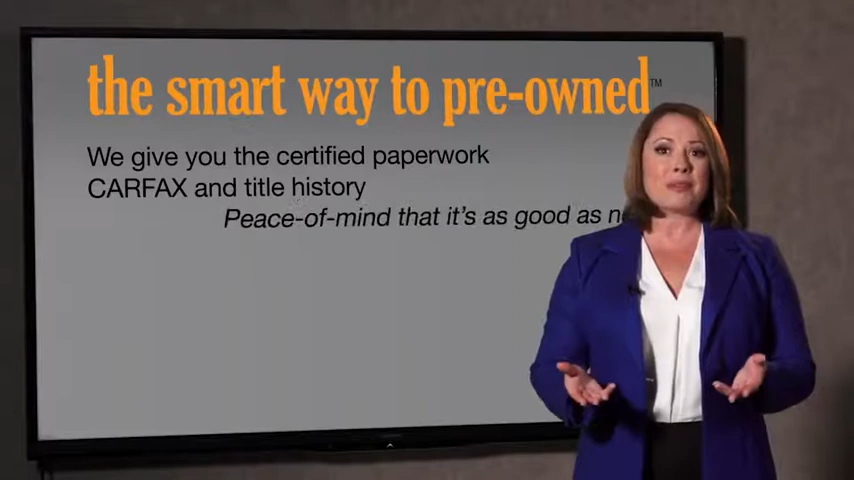 the smart way to pre-owned™
We give you the certified paperwork
CARFAX and title history
Peace-of-mind that it's as good as